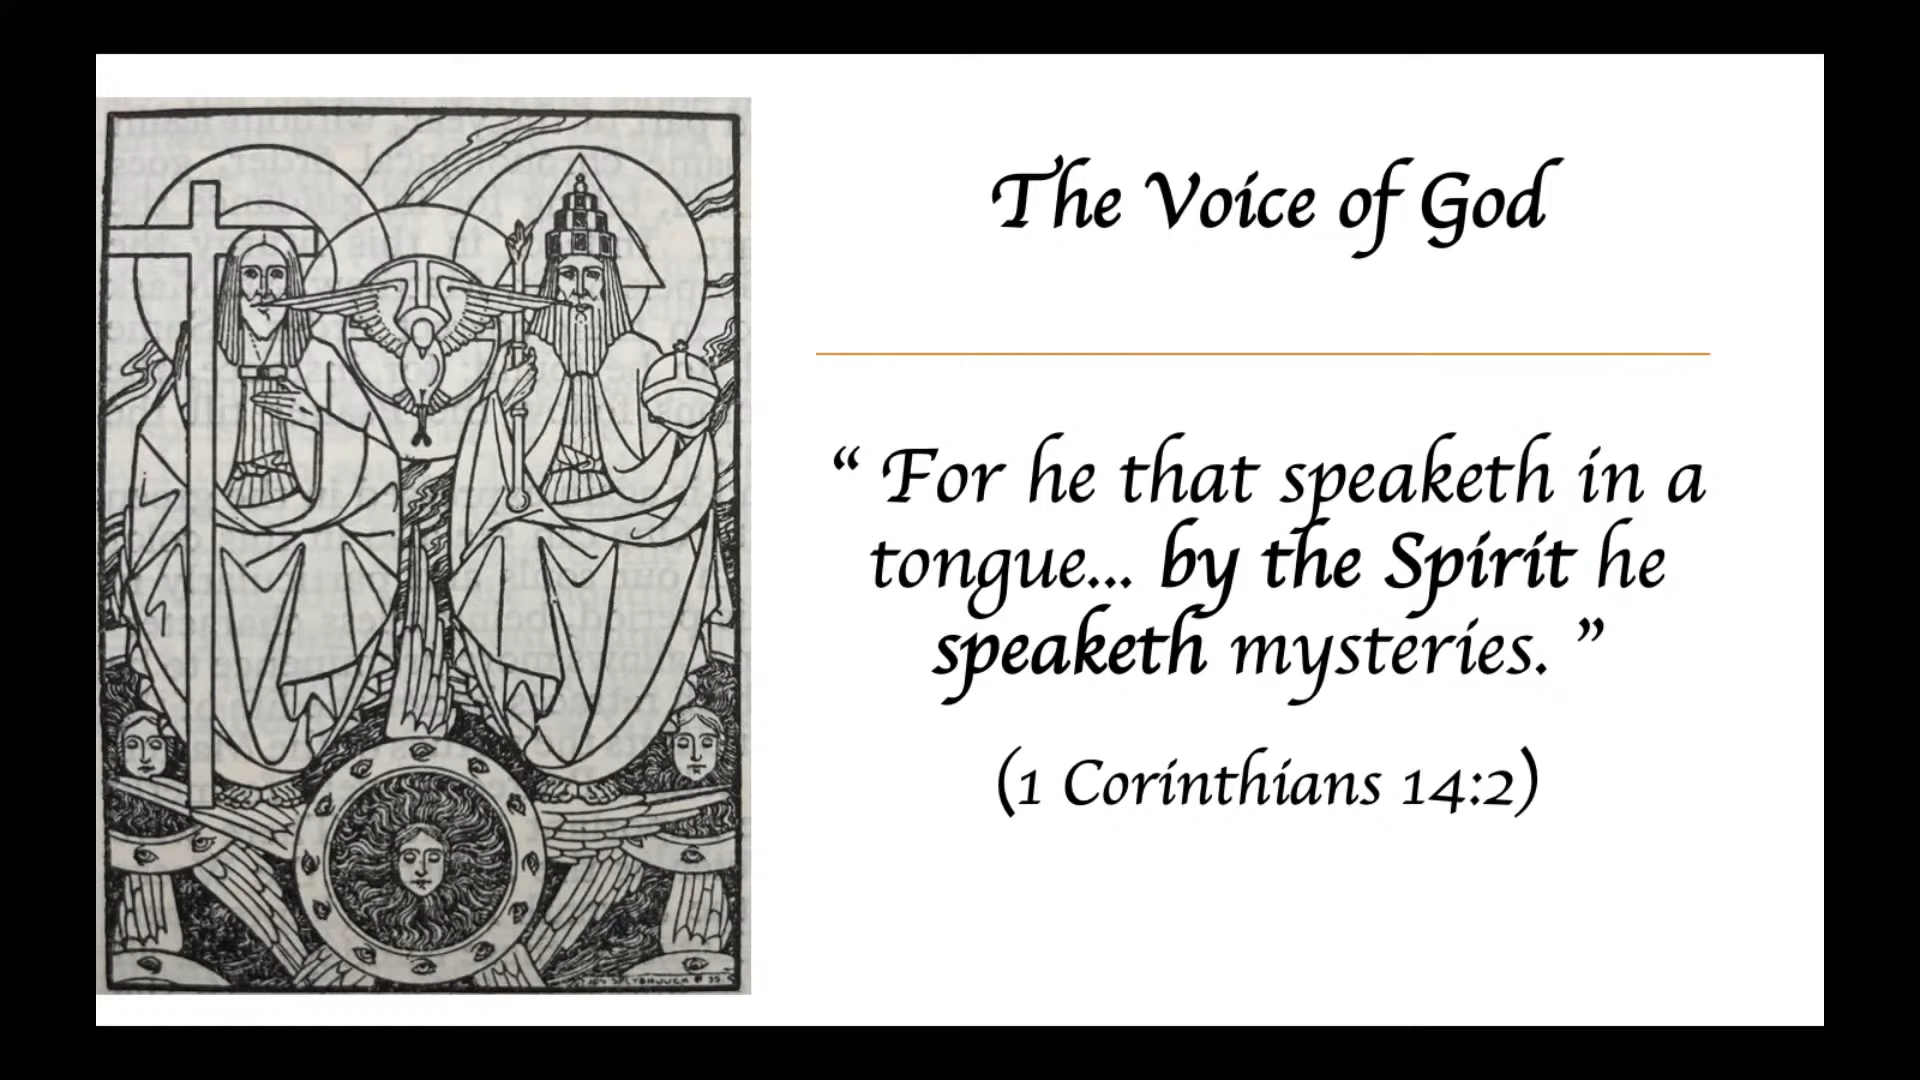 The Voice of God
“ For he that speaketh in a
tongue... by the Spirit he
speaketh mysteries. ”
(1 Corinthians 14:2)